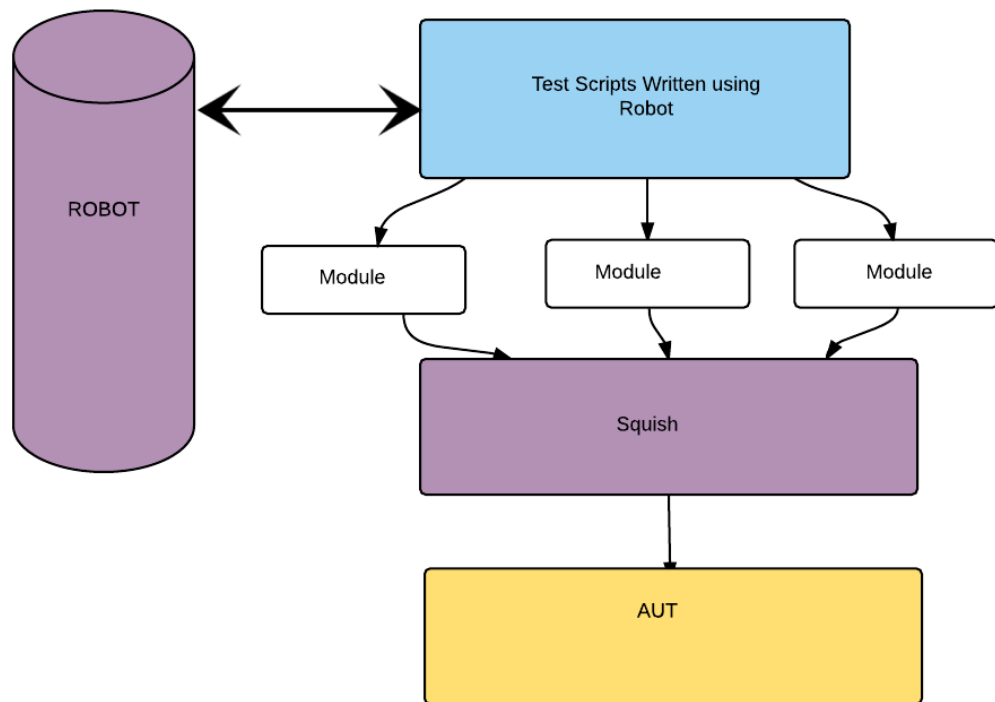 Test Scripts Written using
Robot
ROBOT
Module
Module
Module
Squish
AUT